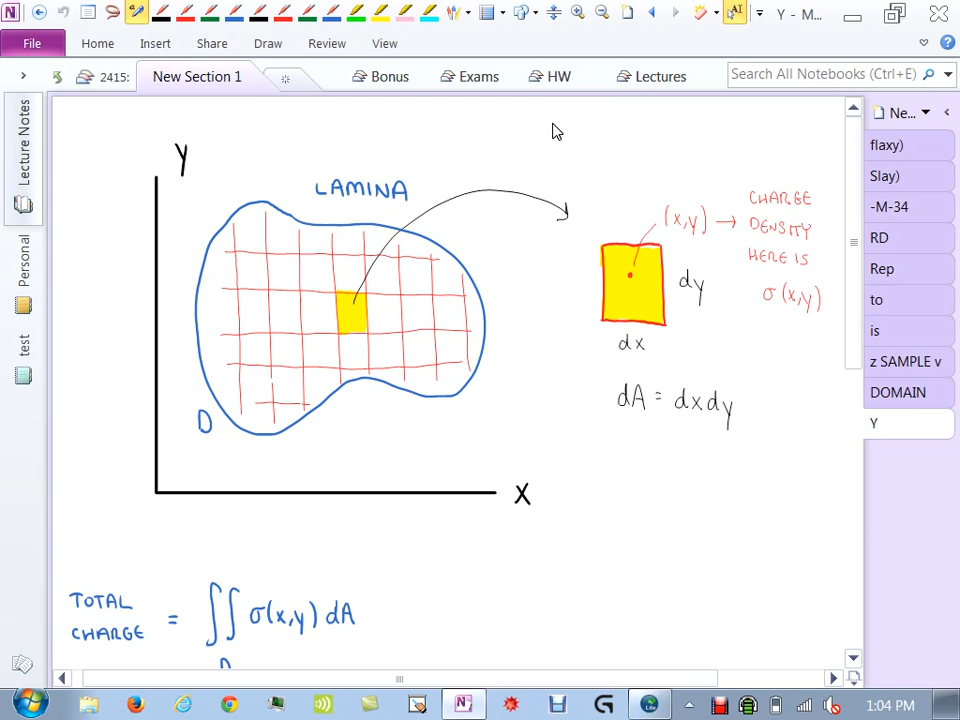 Y - M...
File
Home
Insert
Share
Draw
Review
View
2415:
New Section 1
Bonus
Exams
HW
Lectures
Search All Notebooks (Ctrl+E)
Lecture Notes
Personal
test
Ne...
flaxy)
Slay)
-M-34
RD
Rep
to
is
z SAMPLE v
DOMAIN
Y
Y
LAMINA
D
X
(x,y) →
CHARGE
DENSITY
HERE IS
σ(x,y)
dy
dx
dA = dxdy
TOTAL
CHARGE
= ∬ σ(x,y) dA
D
1:04 PM